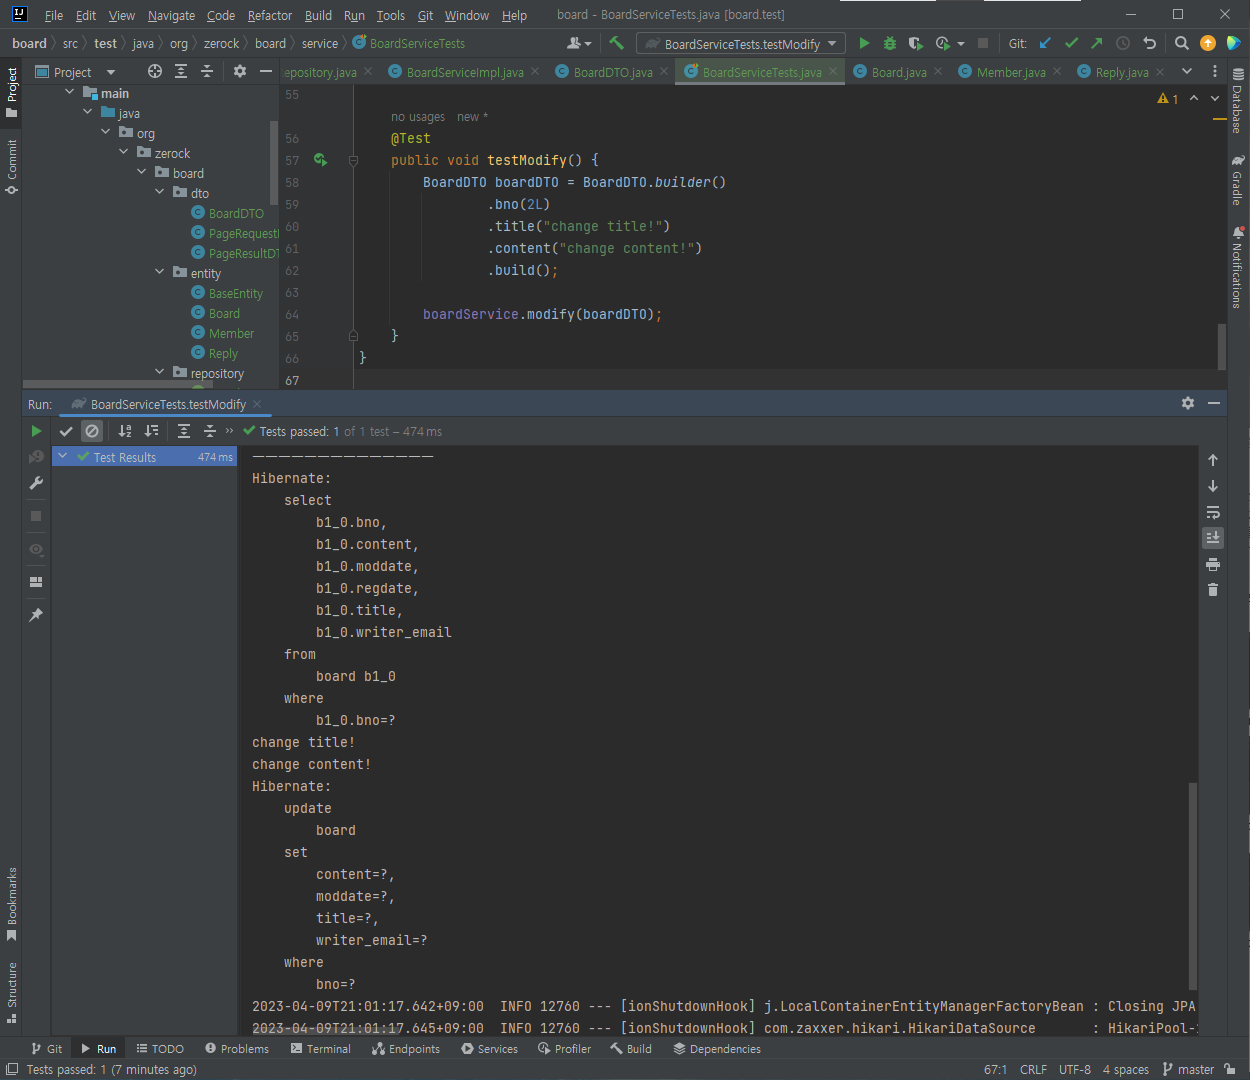 File Edit View Navigate Code Refactor Build Run Tools Git Window Help board - BoardServiceTests.java [board.test]
board src test java org zerock board service BoardServiceTests BoardServiceTests.testModify Git:
Project epository.java BoardServiceImpl.java BoardDTO.java BoardServiceTests.java Board.java Member.java Reply.java
Project
Commit
main
java
org
zerock
board
dto
BoardDTO
PageRequest
PageResultDT
entity
BaseEntity
Board
Member
Reply
repository
1
55
no usages new *
56 @Test
57 public void testModify() {
58 BoardDTO boardDTO = BoardDTO.builder()
59 .bno(2L)
60 .title("change title!")
61 .content("change content!")
62 .build();
63
64 boardService.modify(boardDTO);
65 }
66 }
67
Database
Gradle
Notifications
Run: BoardServiceTests.testModify
Tests passed: 1 of 1 test – 474 ms
Test Results 474 ms
Hibernate:
select
b1_0.bno,
b1_0.content,
b1_0.moddate,
b1_0.regdate,
b1_0.title,
b1_0.writer_email
from
board b1_0
where
b1_0.bno=?
change title!
change content!
Hibernate:
update
board
set
content=?,
moddate=?,
title=?,
writer_email=?
where
bno=?
2023-04-09T21:01:17.642+09:00 INFO 12760 --- [ionShutdownHook] j.LocalContainerEntityManagerFactoryBean : Closing JPA
2023-04-09T21:01:17.645+09:00 INFO 12760 --- [ionShutdownHook] com.zaxxer.hikari.HikariDataSource : HikariPool-1
Bookmarks
Structure
Git Run TODO Problems Terminal Endpoints Services Profiler Build Dependencies
Tests passed: 1 (7 minutes ago) 67:1 CRLF UTF-8 4 spaces master